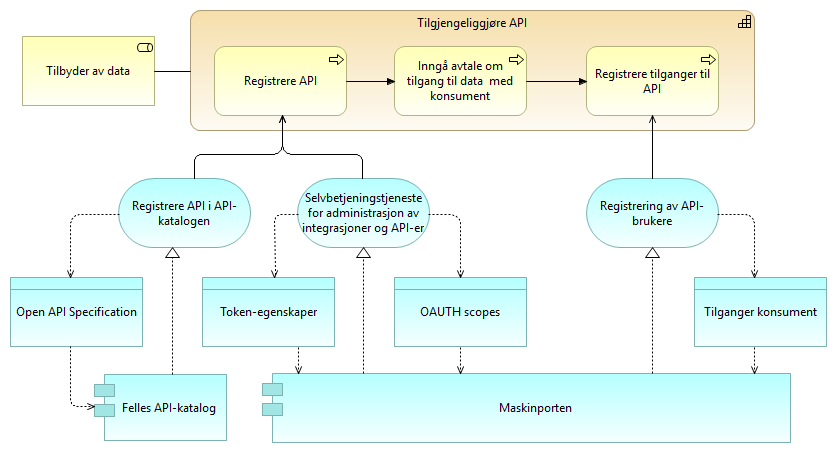 Tilgjengeliggjøre API
Tilbyder av data
Registrere API
Inngå avtale om
tilgang til data  med
konsument
Registrere tilganger til
API
Registrere API i API-
katalogen
Selvbetjeningstjeneste
for administrasjon av
integrasjoner og API-er
Registrering av API-
brukere
Open API Specification
Token-egenskaper
OAUTH scopes
Tilganger konsument
Felles API-katalog
Maskinporten